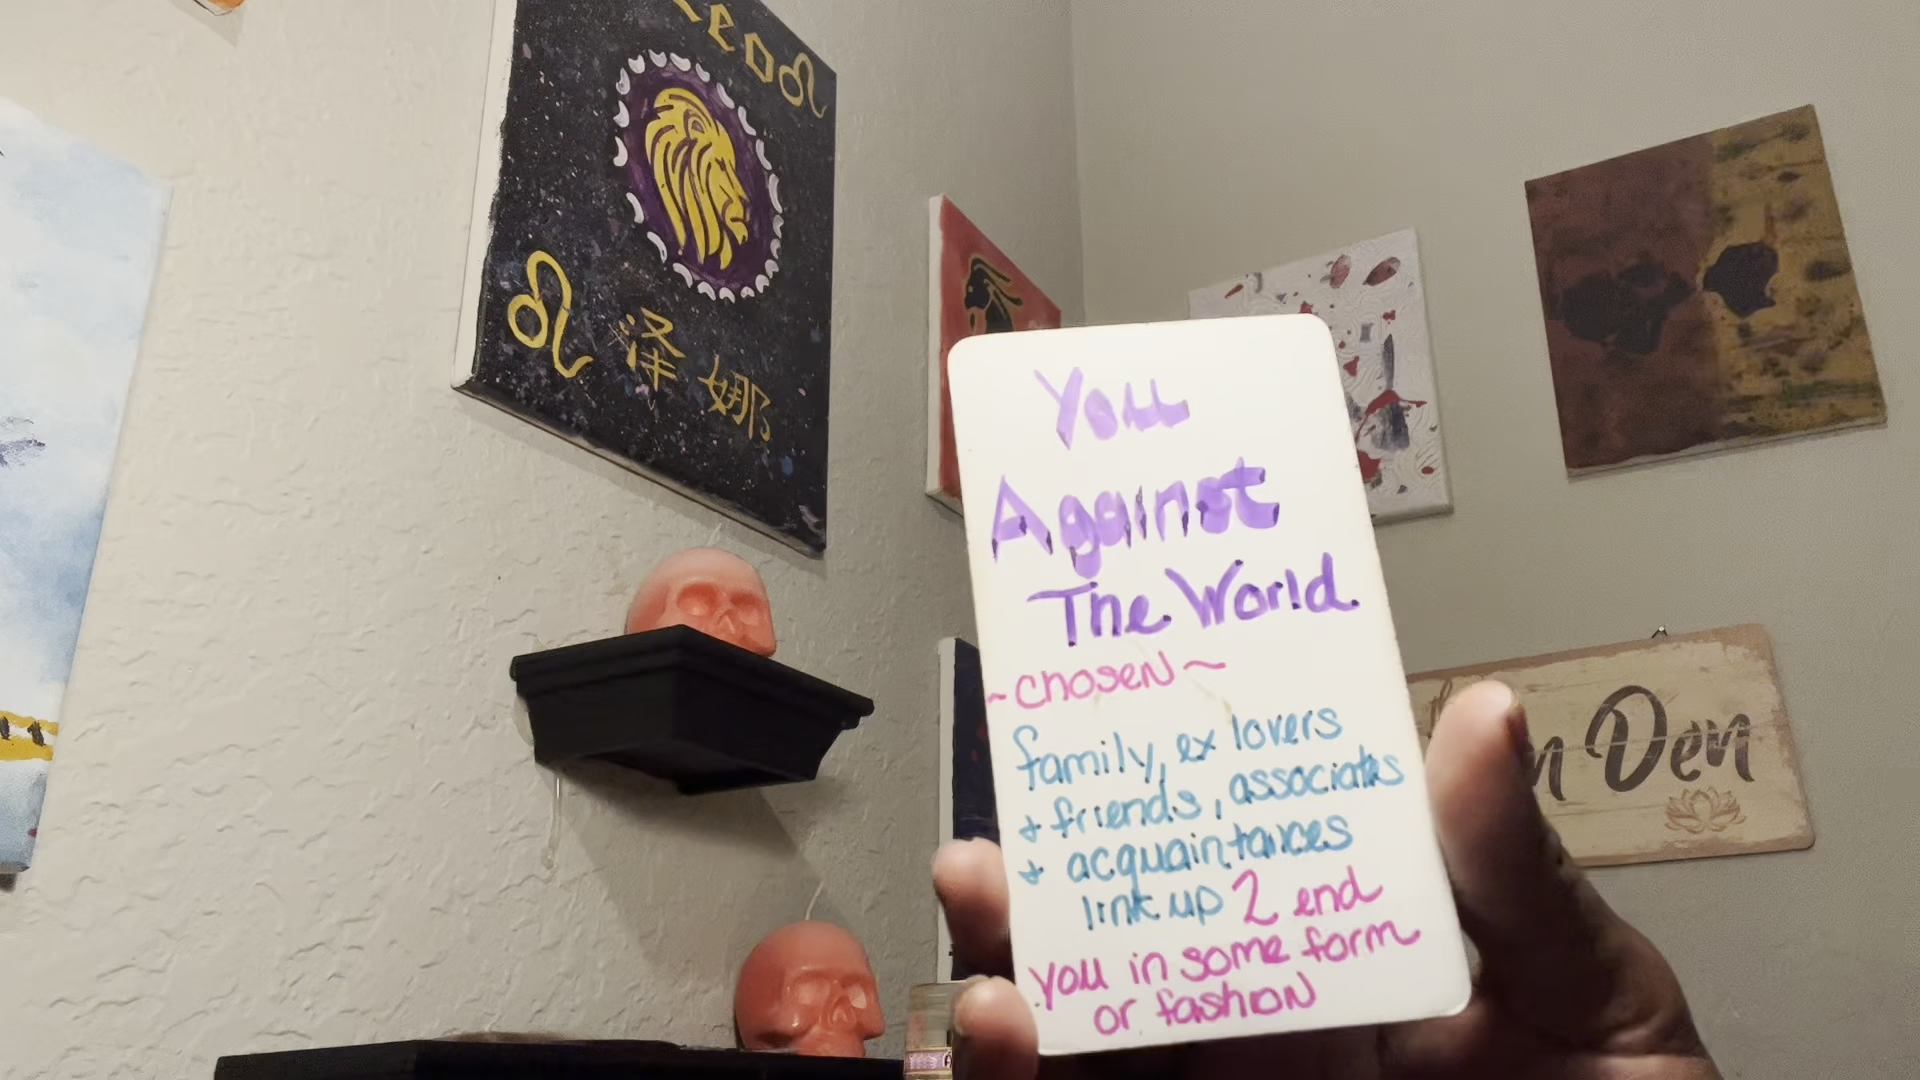 LEO♌
♌ 泽娜
You
Against
The World
~chosen~
family, ex lovers
+ friends, associates
+ acquaintances
link up 2 end
you in some form
or fashion
Den